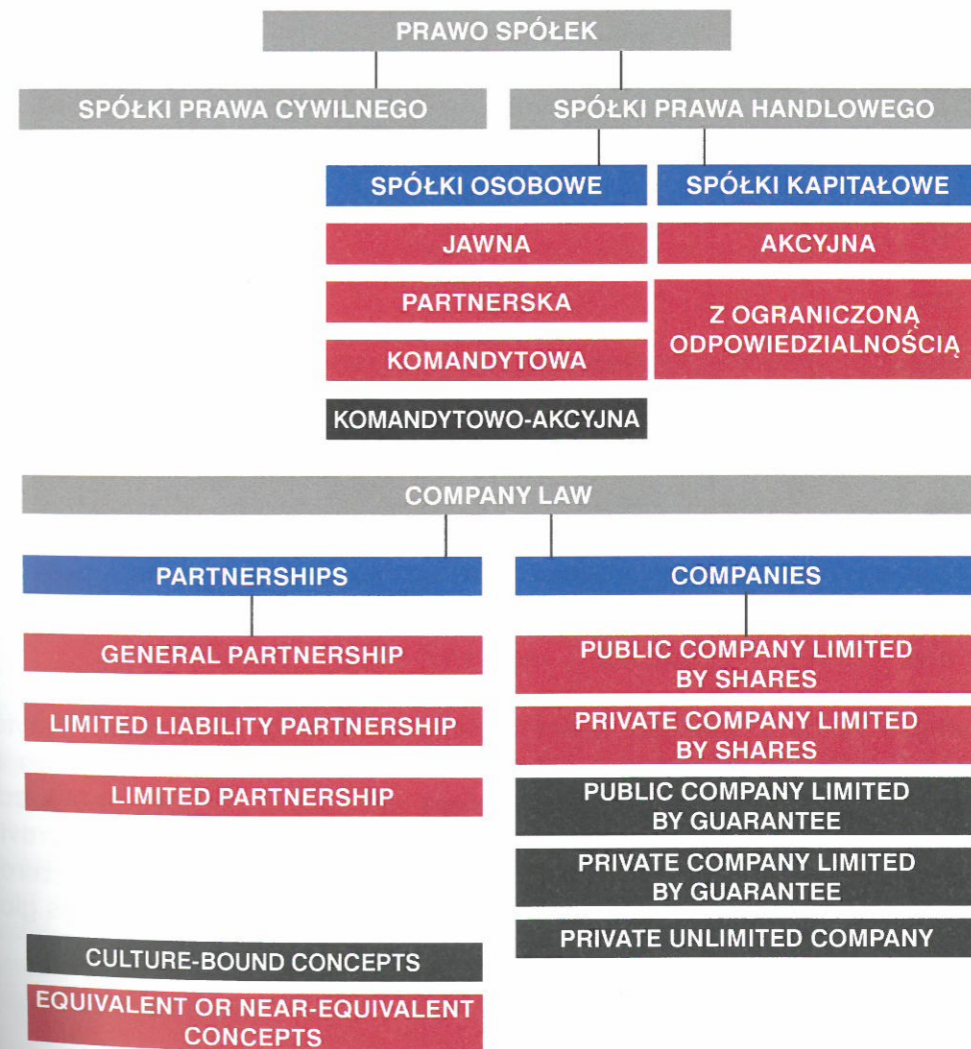 PRAWO SPÓŁEK
SPÓŁKI PRAWA CYWILNEGO
SPÓŁKI PRAWA HANDLOWEGO
SPÓŁKI OSOBOWE
SPÓŁKI KAPITAŁOWE
JAWNA
AKCYJNA
PARTNERSKA
Z OGRANICZONĄ
ODPOWIEDZIALNOŚCIĄ
KOMANDYTOWA
KOMANDYTOWO-AKCYJNA
COMPANY LAW
PARTNERSHIPS
COMPANIES
GENERAL PARTNERSHIP
PUBLIC COMPANY LIMITED
BY SHARES
LIMITED LIABILITY PARTNERSHIP
PRIVATE COMPANY LIMITED
BY SHARES
LIMITED PARTNERSHIP
PUBLIC COMPANY LIMITED
BY GUARANTEE
PRIVATE COMPANY LIMITED
BY GUARANTEE
PRIVATE UNLIMITED COMPANY
CULTURE-BOUND CONCEPTS
EQUIVALENT OR NEAR-EQUIVALENT
CONCEPTS